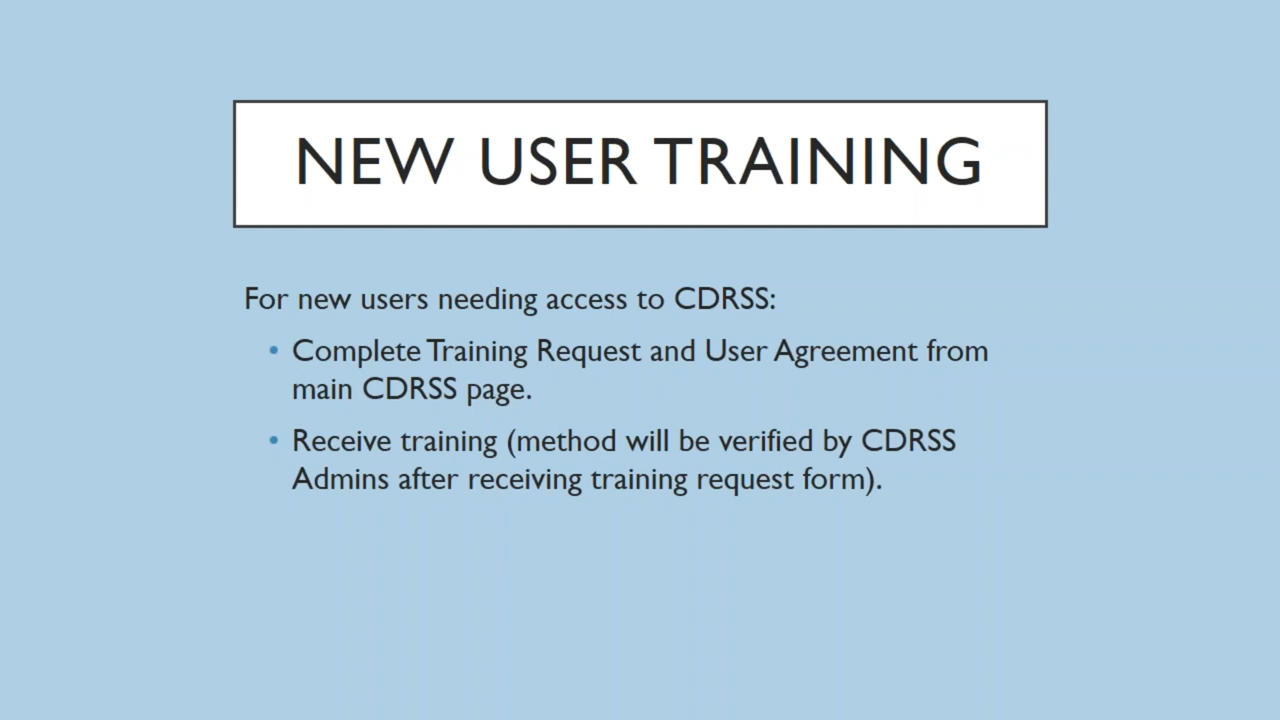 NEW USER TRAINING
For new users needing access to CDRSS:
• Complete Training Request and User Agreement from
main CDRSS page.
• Receive training (method will be verified by CDRSS
Admins after receiving training request form).